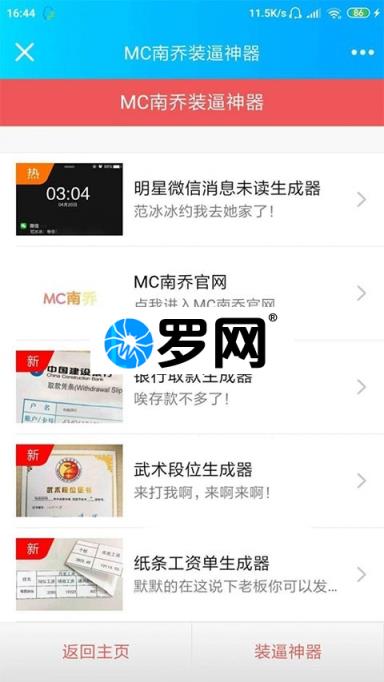 16:44
11.5K/s
86
MC南乔装逼神器
MC南乔装逼神器
热
03:04
04月20日
微信
明星微信消息未读生成器
范冰冰约我去她家了！
MC南乔
MC南乔官网
点我进入MC南乔官网
罗网®
新
中国建设银行
China Construction Bank
取款凭条(Withdrawal Slip
户 名
账户/卡号
银行取款生成器
唉存款不多了！
新
武术段位证书
武术段位生成器
来打我啊，来啊来啊！
新
纸条工资单生成器
默默的在这说下老板你可以发...
返回主页
装逼神器